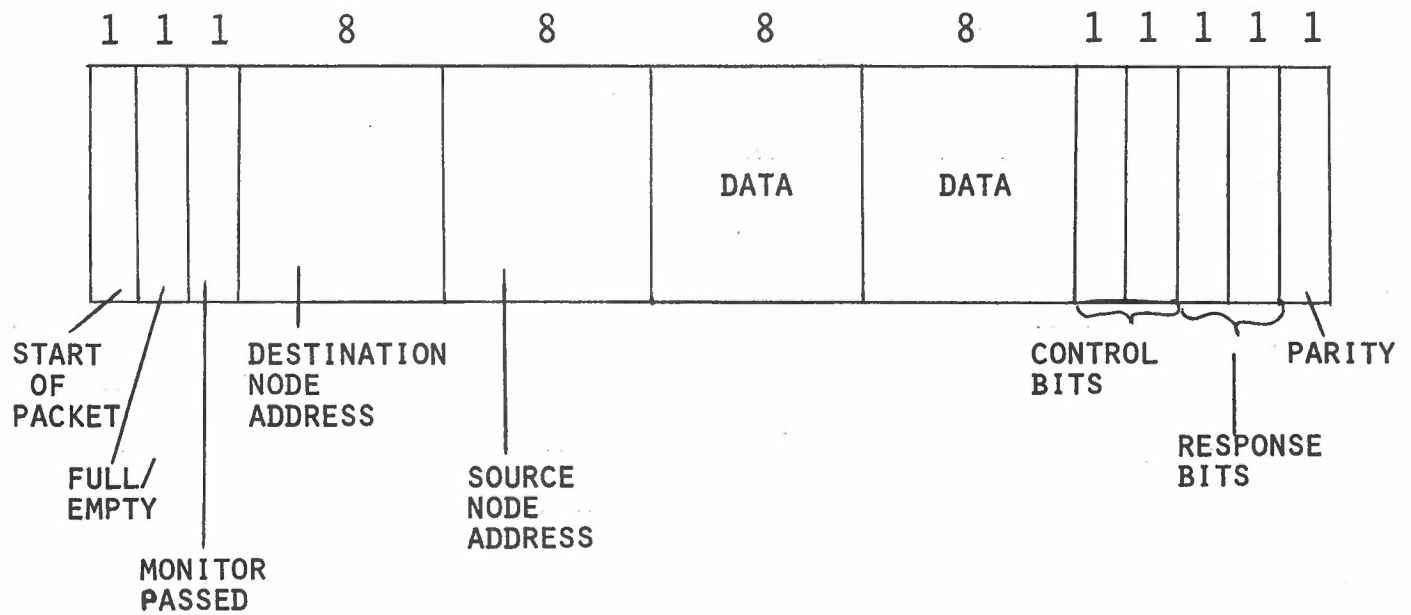 1 1 1 8 8 8 8 1 1 1 1 1
DATA DATA
START
OF
PACKET
FULL/
EMPTY
MONITOR
PASSED
DESTINATION
NODE
ADDRESS
SOURCE
NODE
ADDRESS
CONTROL
BITS
RESPONSE
BITS
PARITY